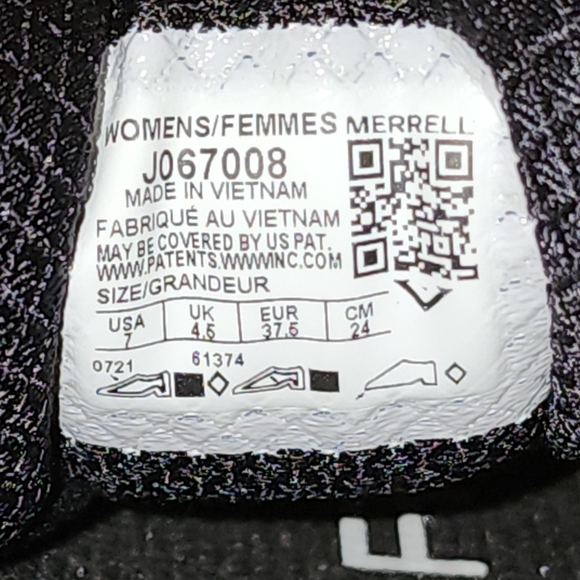 WOMENS/FEMMES MERRELL
J067008
MADE IN VIETNAM
FABRIQUÉ AU VIETNAM
MAY BE COVERED BY US PAT.
WWW.PATENTS.WWWINC.COM
SIZE/GRANDEUR
USA UK EUR CM
7 4.5 37.5 24
0721 61374
F